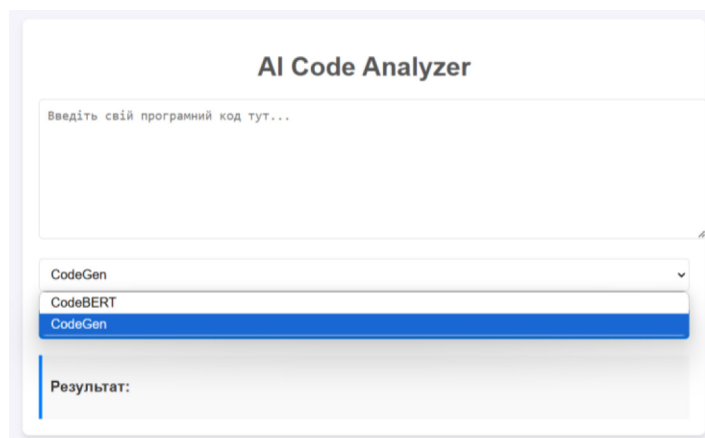 AI Code Analyzer
Введіть свій програмний код тут...
CodeGen
CodeBERT
CodeGen
Результат: